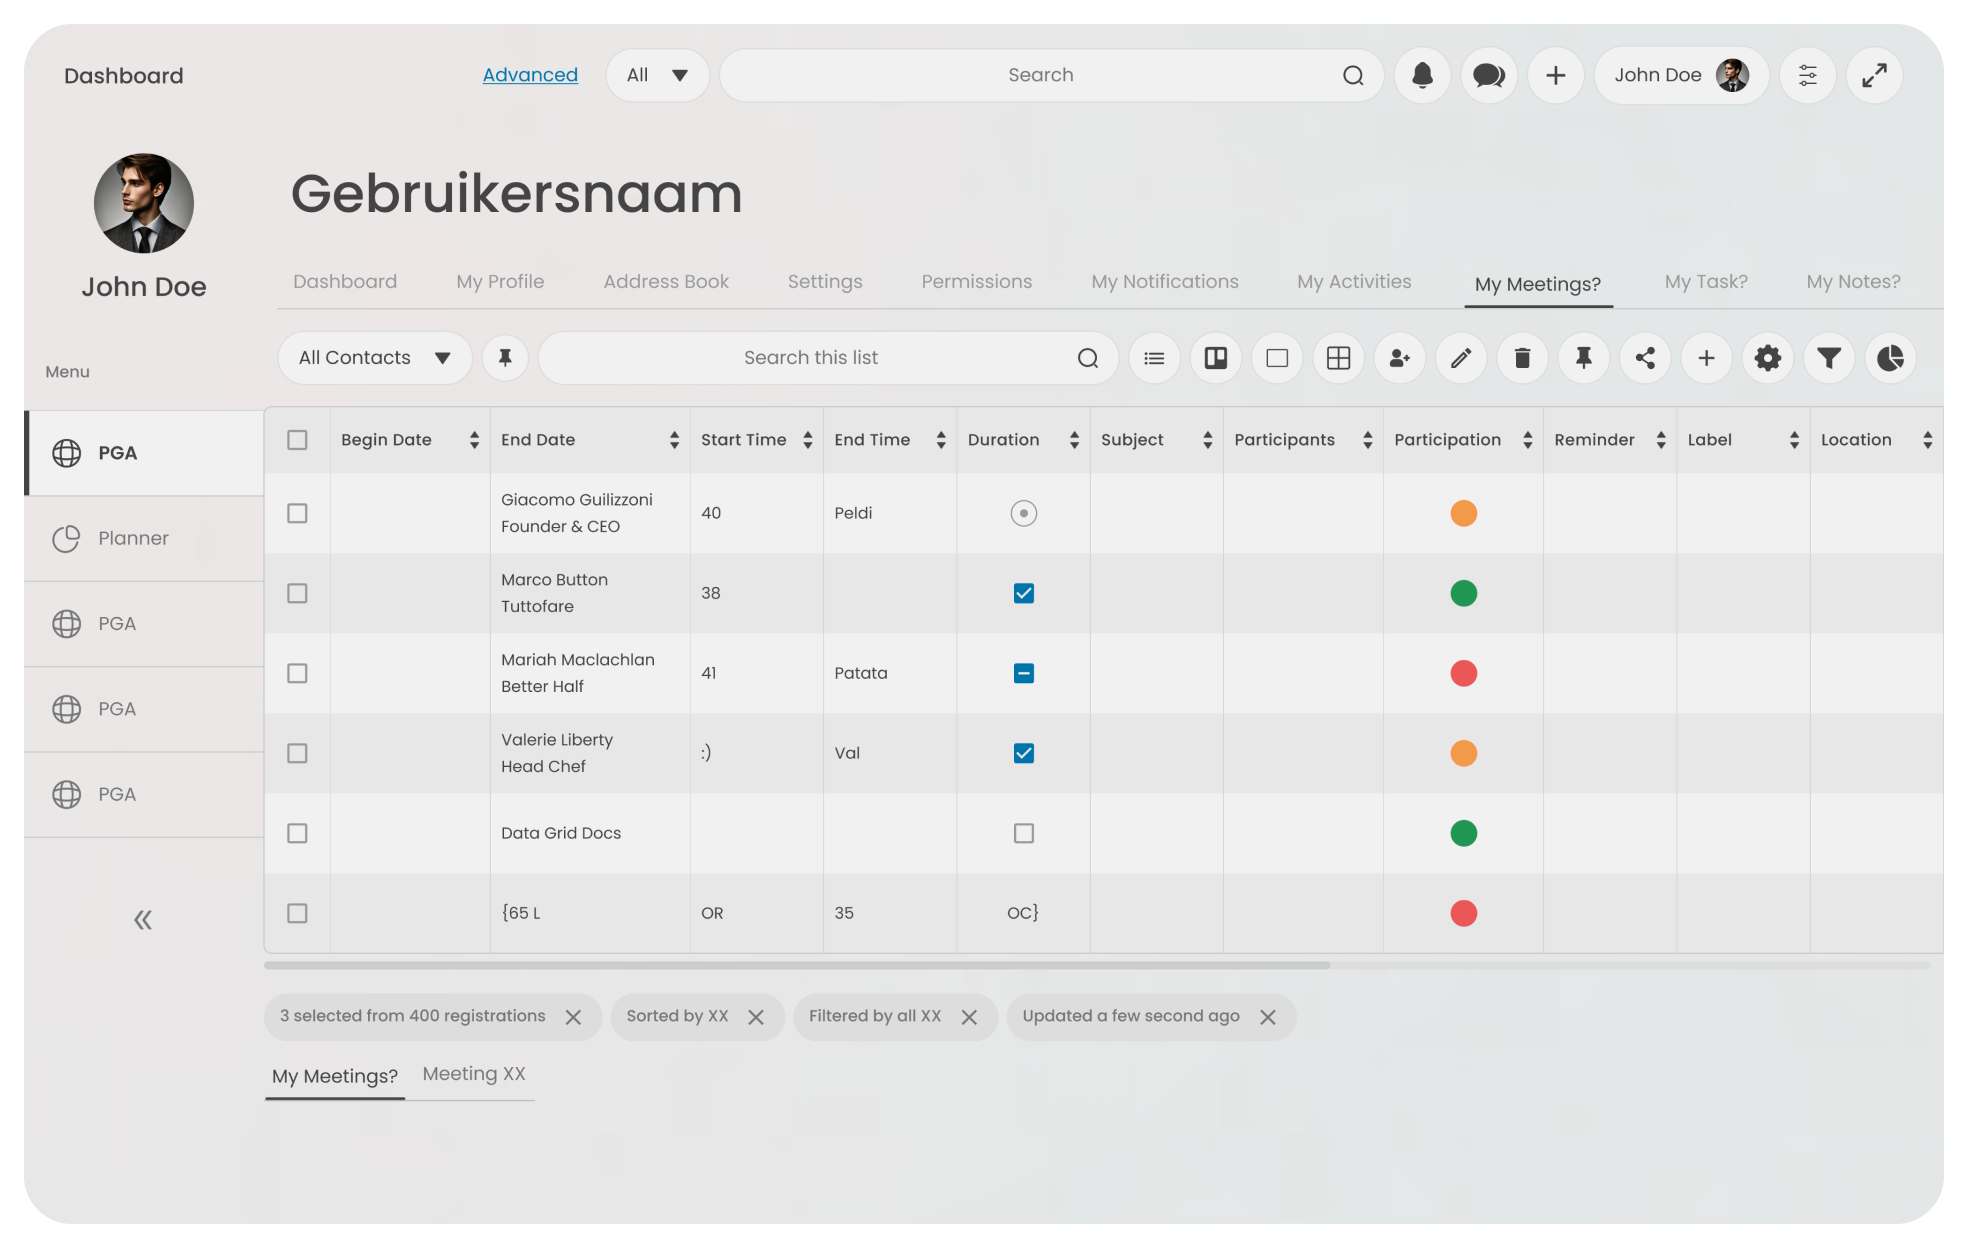 Dashboard
Advanced
All
Search
John Doe
John Doe
Gebruikersnaam
Dashboard My Profile Address Book Settings Permissions My Notifications My Activities My Meetings? My Task? My Notes?
All Contacts
Search this list
Menu
PGA
Planner
PGA
PGA
PGA
Begin Date End Date Start Time End Time Duration Subject Participants Participation Reminder Label Location
Giacomo Guilizzoni
Founder & CEO
40 Peldi
Marco Button
Tuttofare
38
Mariah Maclachlan
Better Half
41 Patata
Valerie Liberty
Head Chef
:) Val
Data Grid Docs
{65 L OR 35 OC}
3 selected from 400 registrations
Sorted by XX
Filtered by all XX
Updated a few second ago
My Meetings? Meeting XX